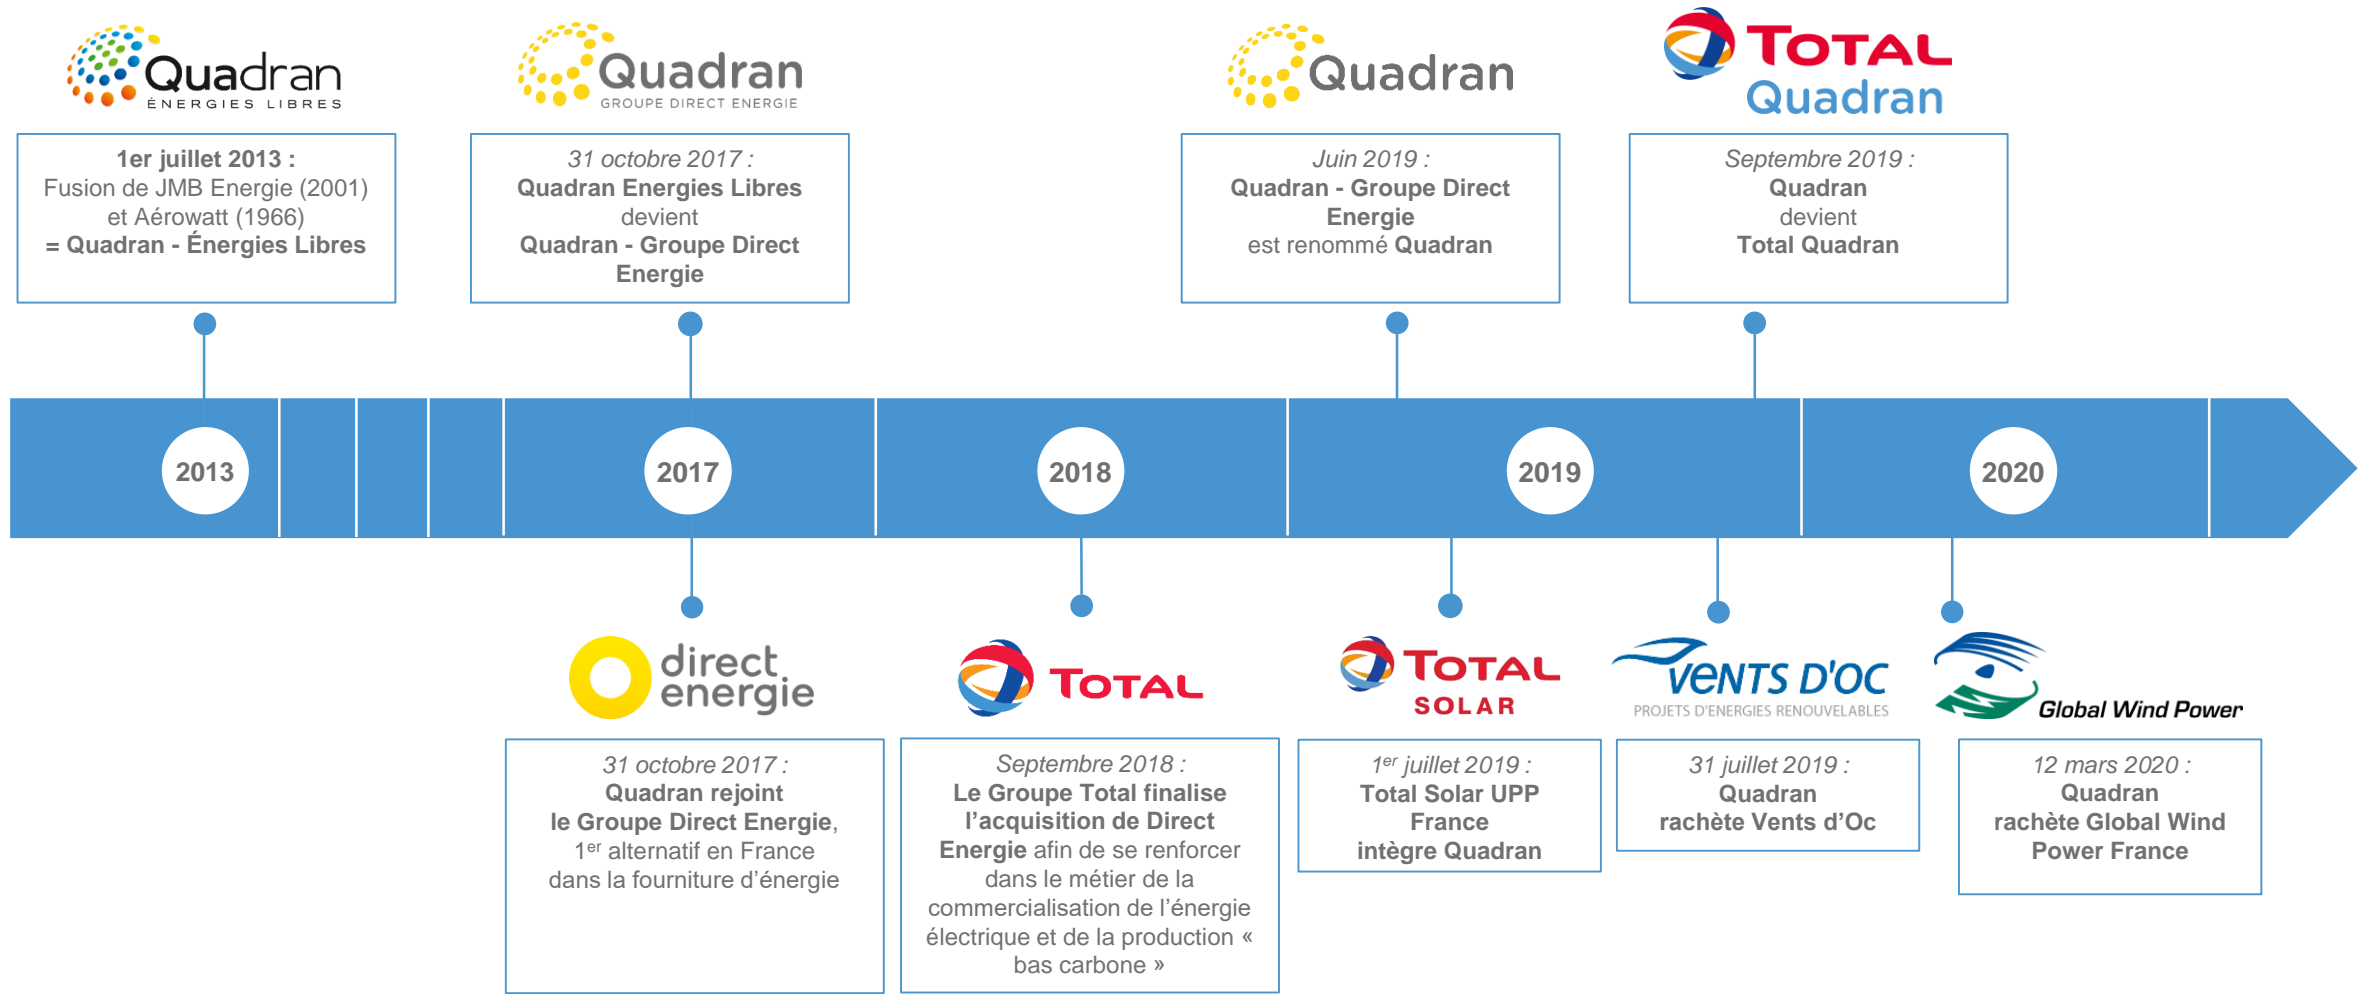 Quadran
ÉNERGIES LIBRES
1er juillet 2013 :
Fusion de JMB Energie (2001)
et Aérowatt (1966)
= Quadran - Énergies Libres
Quadran
GROUPE DIRECT ENERGIE
31 octobre 2017 :
Quadran Energies Libres
devient
Quadran - Groupe Direct
Energie
Quadran
Juin 2019 :
Quadran - Groupe Direct
Energie
est renommé Quadran
TOTAL
Quadran
Septembre 2019 :
Quadran
devient
Total Quadran
2013
2017
2018
2019
2020
direct
energie
31 octobre 2017 :
Quadran rejoint
le Groupe Direct Energie,
1er alternatif en France
dans la fourniture d’énergie
TOTAL
Septembre 2018 :
Le Groupe Total finalise
l’acquisition de Direct
Energie afin de se renforcer
dans le métier de la
commercialisation de l’énergie
électrique et de la production «
bas carbone »
TOTAL
SOLAR
1er juillet 2019 :
Total Solar UPP
France
intègre Quadran
VENTS D'OC
PROJETS D'ENERGIES RENOUVELABLES
31 juillet 2019 :
Quadran
rachète Vents d’Oc
Global Wind Power
12 mars 2020 :
Quadran
rachète Global Wind
Power France